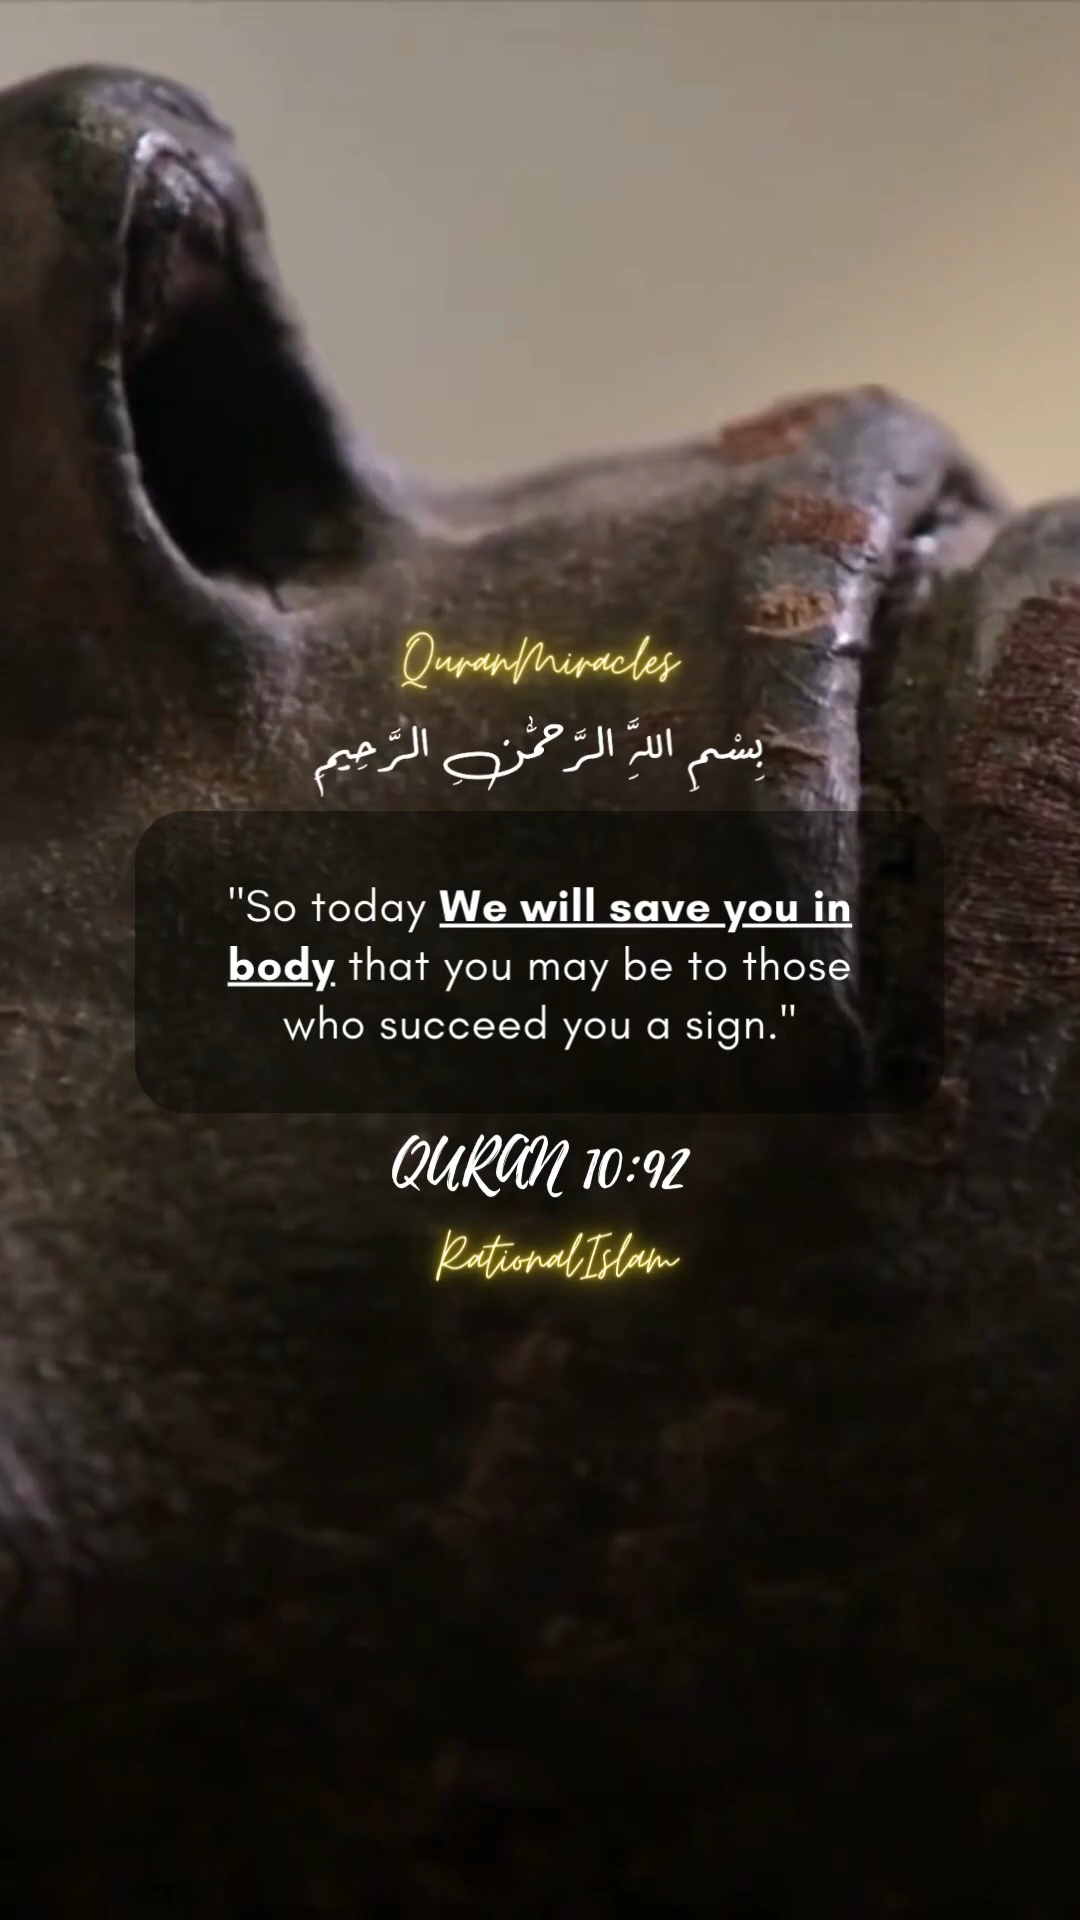 QuranMiracles
بِسْمِ اللهِ الرَّحْمٰنِ الرَّحِيمِ
"So today We will save you in
body that you may be to those
who succeed you a sign."
QURAN 10:92
RationalIslam